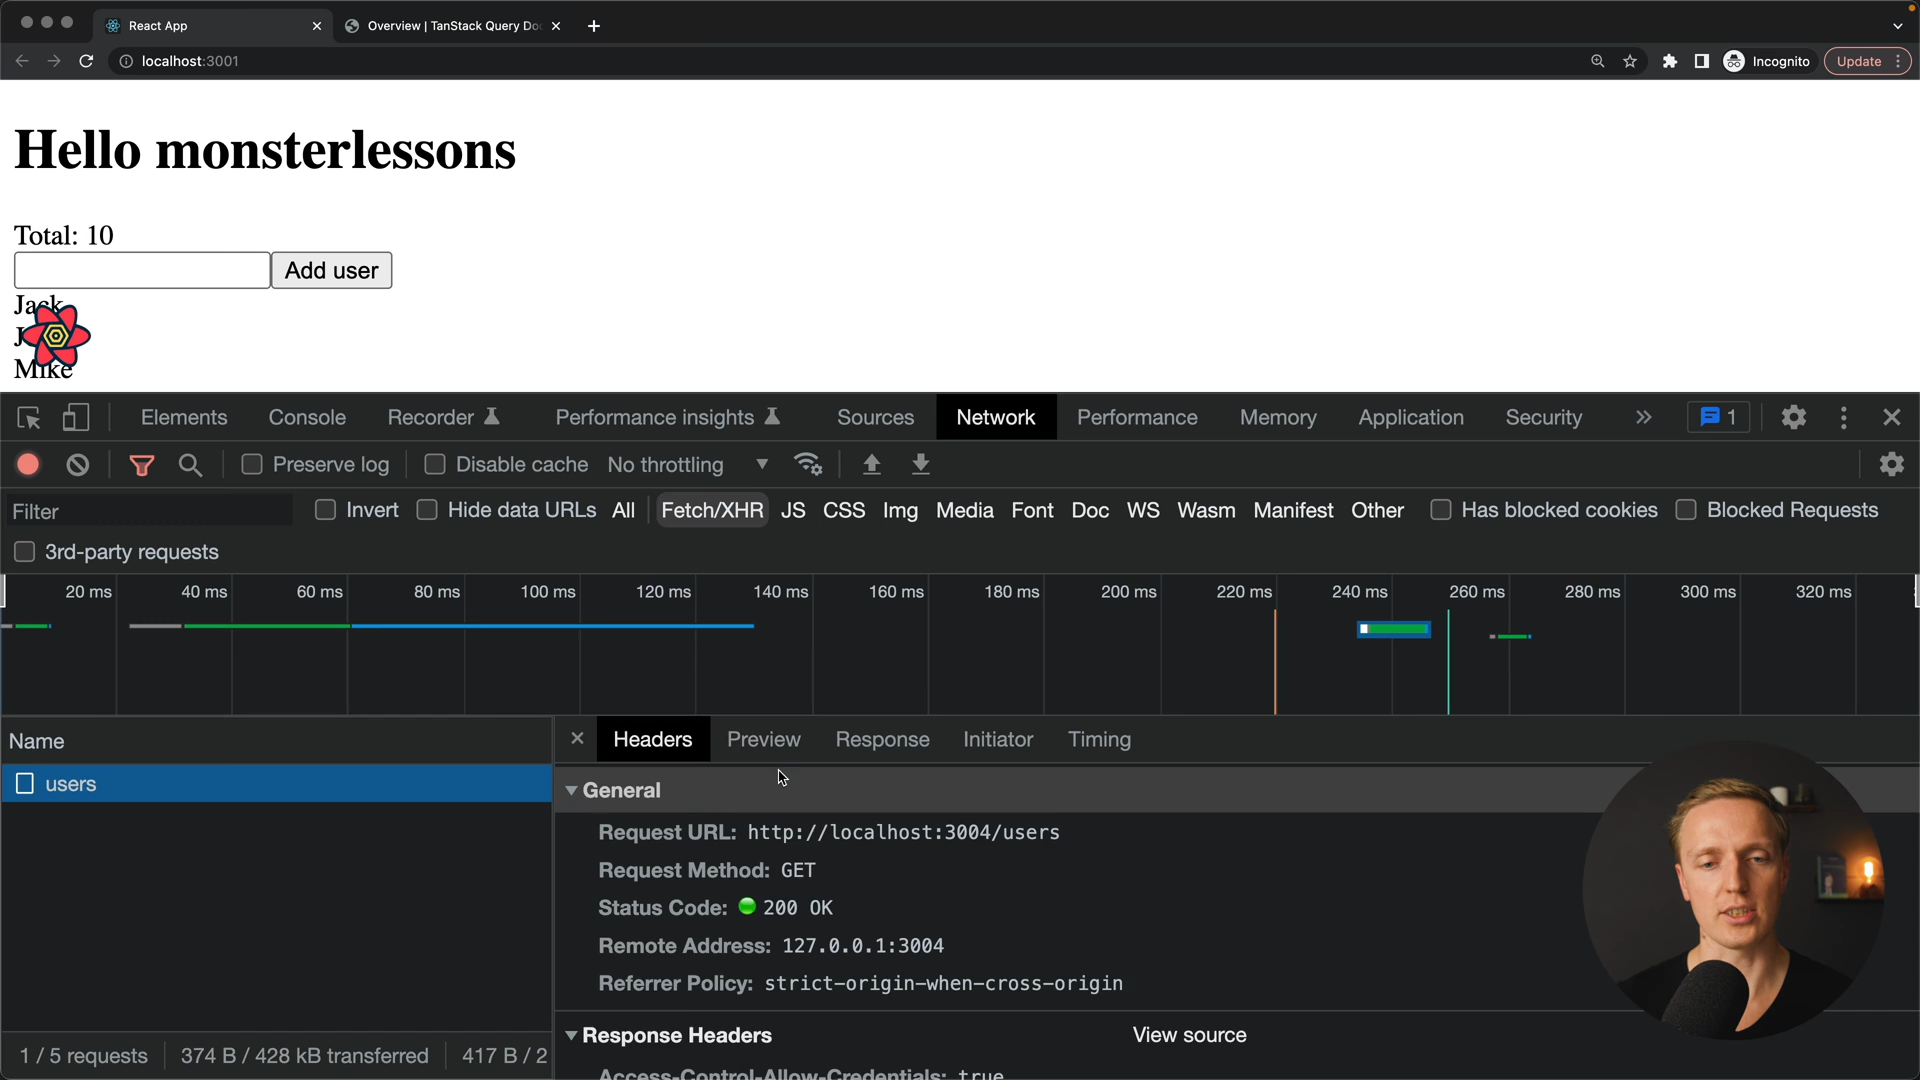 React App
Overview | TanStack Query Do
localhost:3001
Incognito
Update
Hello monsterlessons
Total: 10
Add user
Jack
J
Mike
Elements Console Recorder Performance insights Sources Network Performance Memory Application Security 1
Preserve log Disable cache No throttling
Filter Invert Hide data URLs All Fetch/XHR JS CSS Img Media Font Doc WS Wasm Manifest Other Has blocked cookies Blocked Requests
3rd-party requests
20 ms 40 ms 60 ms 80 ms 100 ms 120 ms 140 ms 160 ms 180 ms 200 ms 220 ms 240 ms 260 ms 280 ms 300 ms 320 ms
Name
users
1 / 5 requests 374 B / 428 kB transferred 417 B / 2
Headers Preview Response Initiator Timing
General
Request URL: http://localhost:3004/users
Request Method: GET
Status Code: 200 OK
Remote Address: 127.0.0.1:3004
Referrer Policy: strict-origin-when-cross-origin
Response Headers View source
Access-Control-Allow-Credentials: true